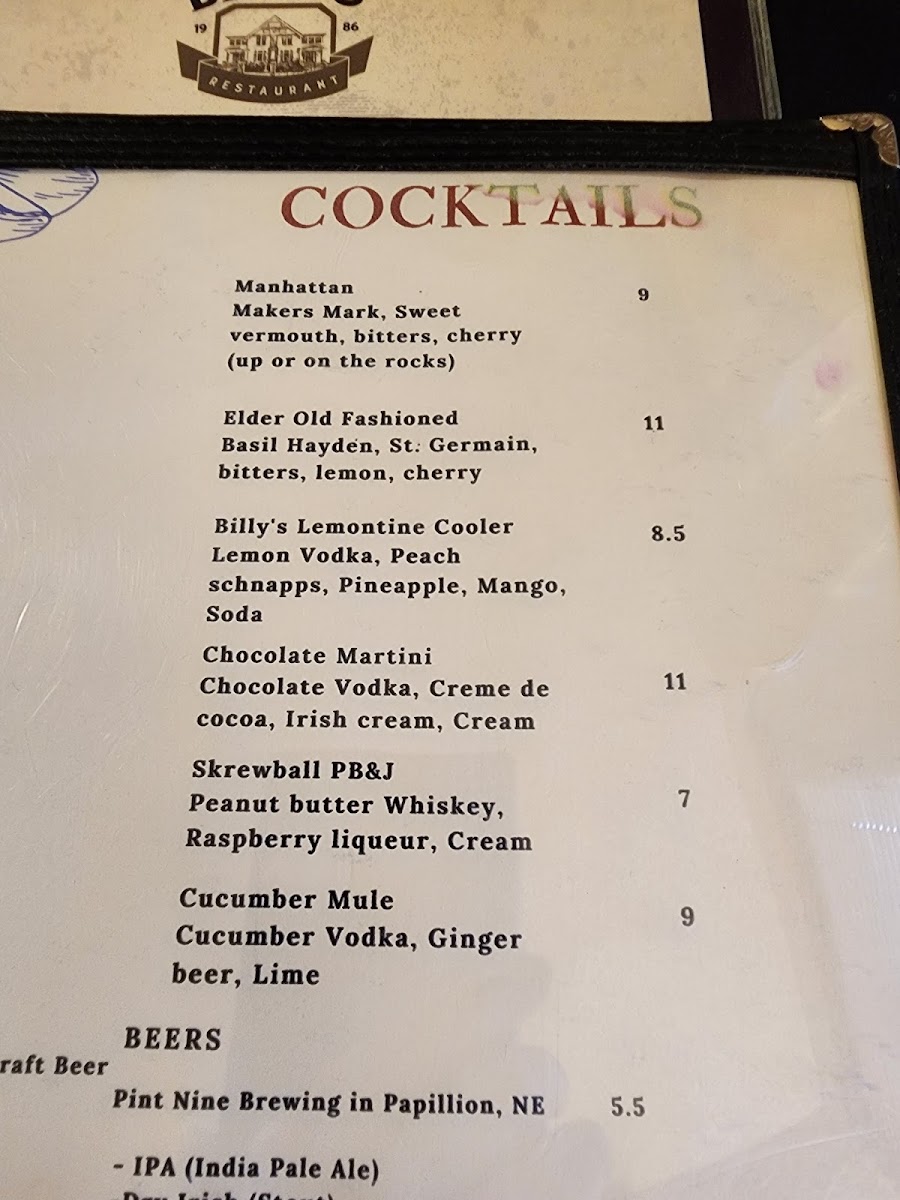 19 86
RESTAURANT
COCKTAILS
Manhattan 9
Makers Mark, Sweet
vermouth, bitters, cherry
(up or on the rocks)
Elder Old Fashioned 11
Basil Hayden, St. Germain,
bitters, lemon, cherry
Billy's Lemontine Cooler 8.5
Lemon Vodka, Peach
schnapps, Pineapple, Mango,
Soda
Chocolate Martini
Chocolate Vodka, Creme de 11
cocoa, Irish cream, Cream
Skrewball PB&J
Peanut butter Whiskey, 7
Raspberry liqueur, Cream
Cucumber Mule 9
Cucumber Vodka, Ginger
beer, Lime
BEERS
raft Beer
Pint Nine Brewing in Papillion, NE 5.5
- IPA (India Pale Ale)